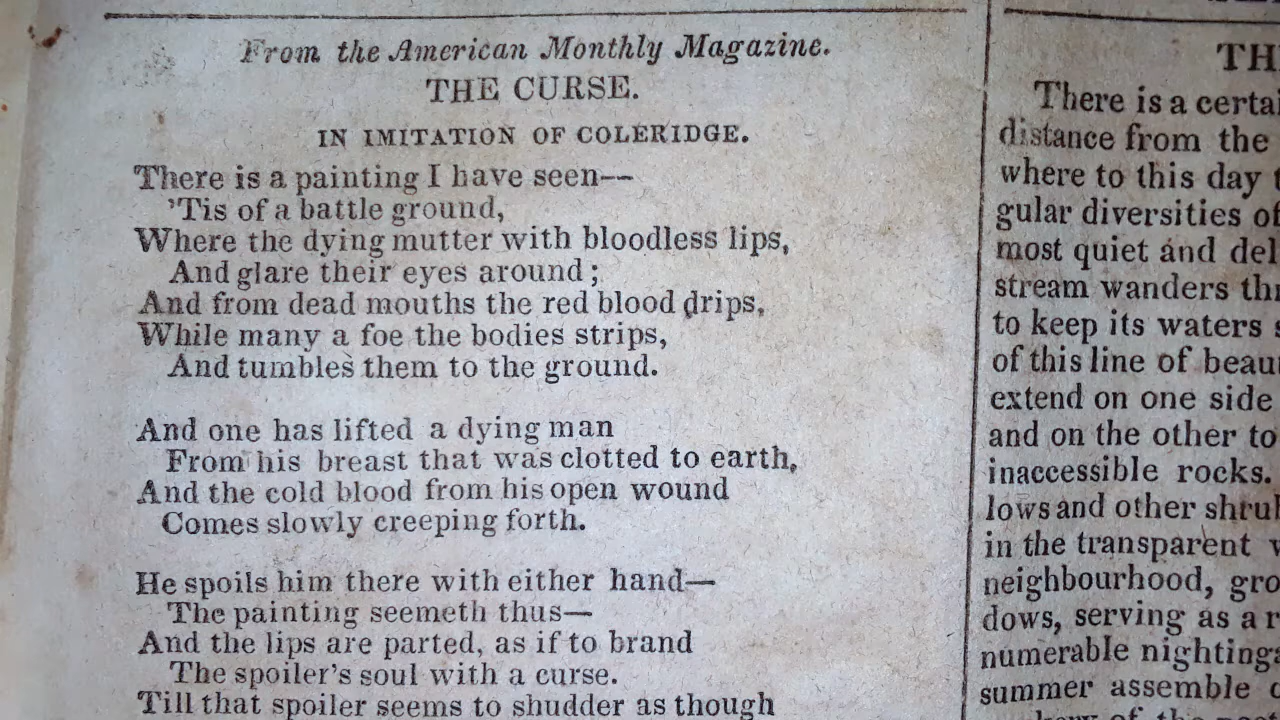 From the American Monthly Magazine.
THE CURSE.
IN IMITATION OF COLERIDGE.
There is a painting I have seen--
'Tis of a battle ground,
Where the dying mutter with bloodless lips,
And glare their eyes around;
And from dead mouths the red blood drips,
While many a foe the bodies strips,
And tumbles them to the ground.
And one has lifted a dying man
From his breast that was clotted to earth,
And the cold blood from his open wound
Comes slowly creeping forth.
He spoils him there with either hand—
The painting seemeth thus—
And the lips are parted, as if to brand
The spoiler's soul with a curse.
Till that spoiler seems to shudder as though
TH
There is a certai
distance from the
where to this day t
gular diversities of
most quiet and del
stream wanders thr
to keep its waters s
of this line of beau
extend on one side
and on the other to
inaccessible rocks.
lows and other shru
in the transparent
neighbourhood, gro
dows, serving as a r
numerable nighting
summer assemble